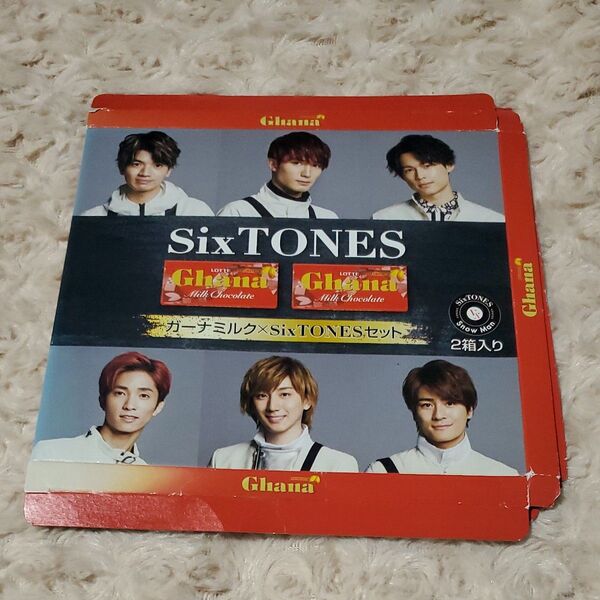 Ghana
SixTONES
LOTTE
Ghana
Milk Chocolate
LOTTE
Ghana
Milk Chocolate
ガーナミルク×SixTONESセット
SixTONES
VS
Snow Man
2箱入り
Ghana
Ghana